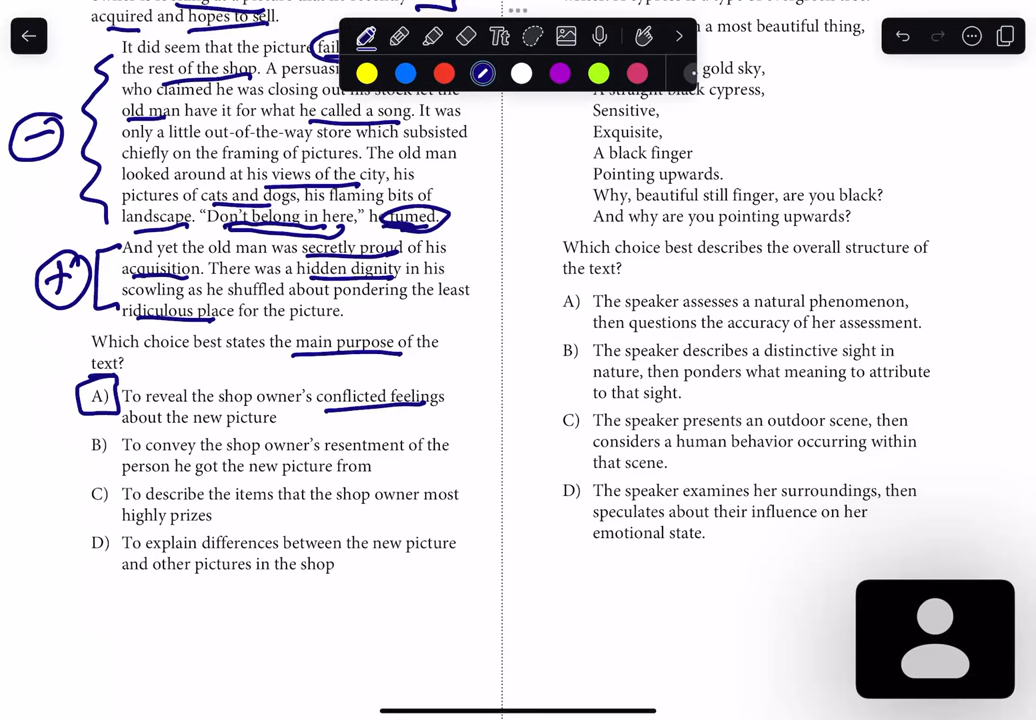 acquired and hopes to sell.
It did seem that the picture fail
the rest of the shop. A persuas
who claimed he was closing out his stock let the
old man have it for what he called a song. It was
only a little out-of-the-way store which subsisted
chiefly on the framing of pictures. The old man
looked around at his views of the city, his
pictures of cats and dogs, his flaming bits of
landscape. “Don’t belong in here,” he fumed.
And yet the old man was secretly proud of his
acquisition. There was a hidden dignity in his
scowling as he shuffled about pondering the least
ridiculous place for the picture.
Which choice best states the main purpose of the
text?
A) To reveal the shop owner’s conflicted feelings
about the new picture
B) To convey the shop owner’s resentment of the
person he got the new picture from
C) To describe the items that the shop owner most
highly prizes
D) To explain differences between the new picture
and other pictures in the shop
−
+
Tt
a most beautiful thing,
gold sky,
A straight black cypress,
Sensitive,
Exquisite,
A black finger
Pointing upwards.
Why, beautiful still finger, are you black?
And why are you pointing upwards?
Which choice best describes the overall structure of
the text?
A) The speaker assesses a natural phenomenon,
then questions the accuracy of her assessment.
B) The speaker describes a distinctive sight in
nature, then ponders what meaning to attribute
to that sight.
C) The speaker presents an outdoor scene, then
considers a human behavior occurring within
that scene.
D) The speaker examines her surroundings, then
speculates about their influence on her
emotional state.